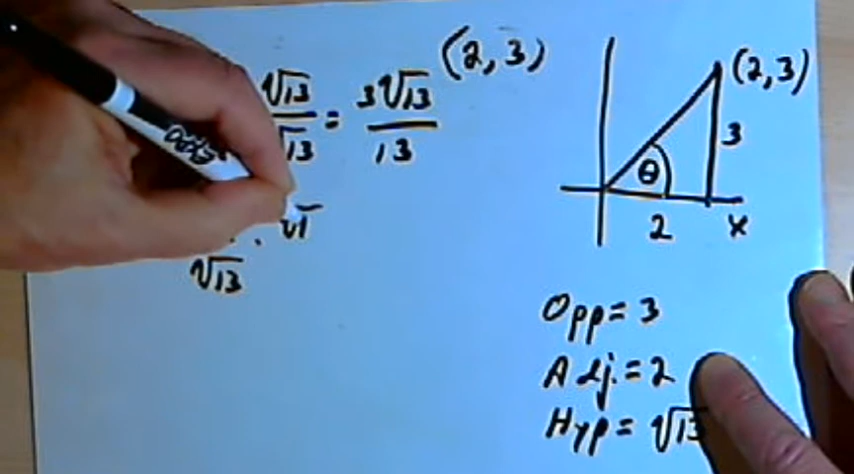 √13/√13 = 3√13/13
(2, 3)
(2, 3)
3
θ
2
x
√13 · √
Opp = 3
Adj. = 2
Hyp = √13